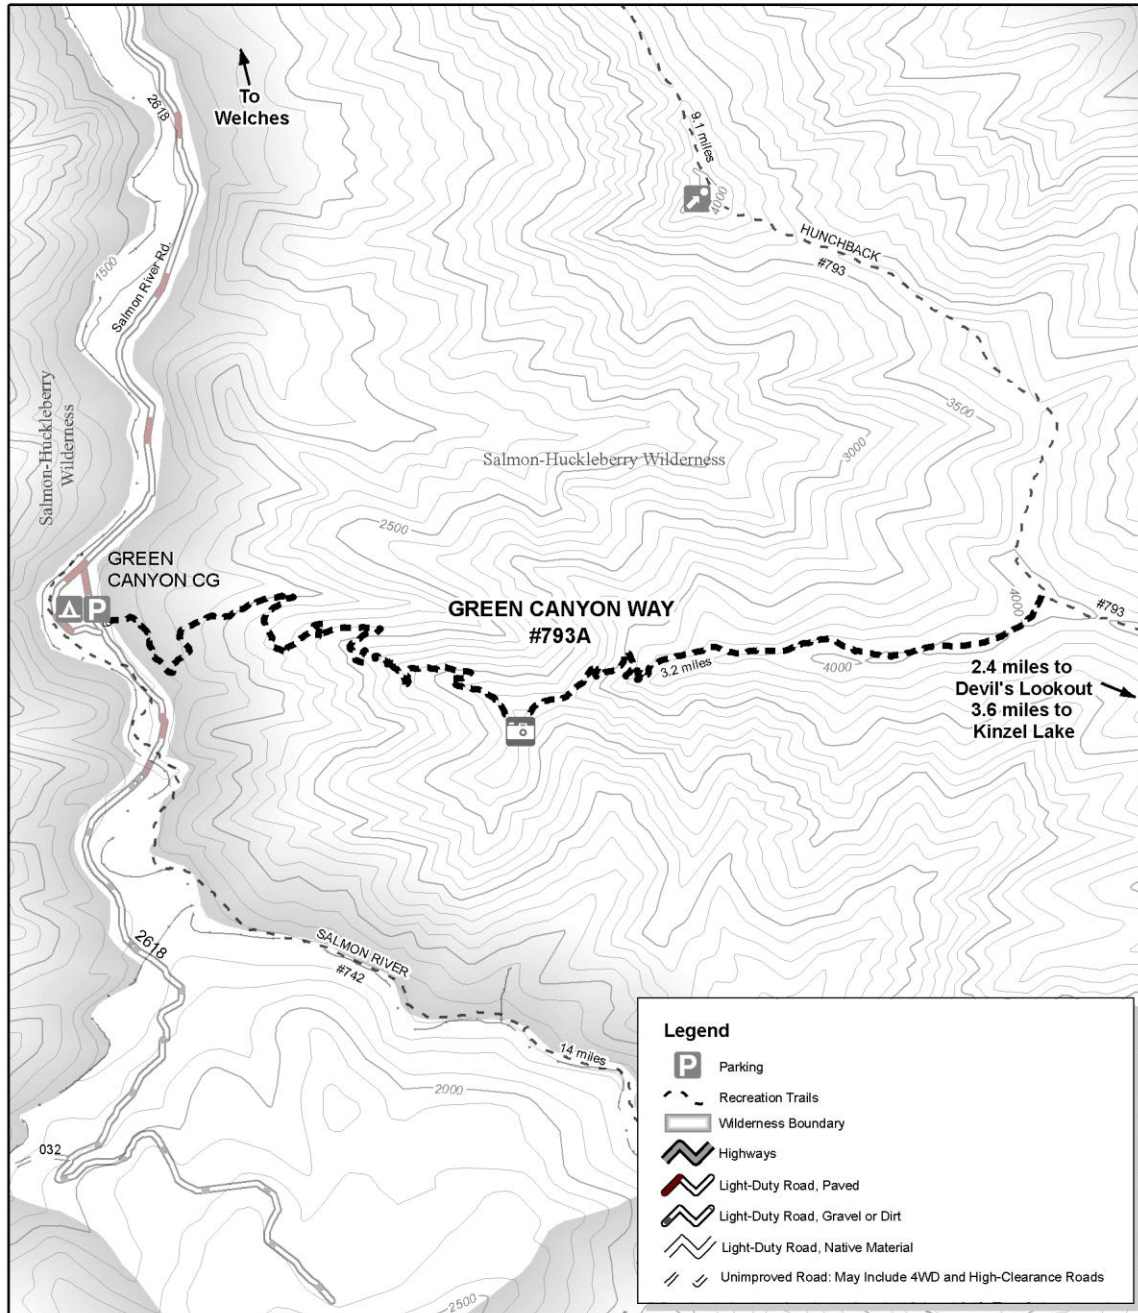 To
Welches
2618
9.1 miles
4000
HUNCHBACK
#793
1500
Salmon River Rd.
Salmon-Huckleberry
Wilderness
3500
3000
Salmon-Huckleberry Wilderness
2500
GREEN
CANYON CG
P
GREEN CANYON WAY
#793A
4000
#793
3.2 miles
4000
2.4 miles to
Devil's Lookout
3.6 miles to
Kinzel Lake
2618
SALMON RIVER
#742
14 miles
2000
032
2500
Legend
P
Parking
Recreation Trails
Wilderness Boundary
Highways
Light-Duty Road, Paved
Light-Duty Road, Gravel or Dirt
Light-Duty Road, Native Material
Unimproved Road: May Include 4WD and High-Clearance Roads